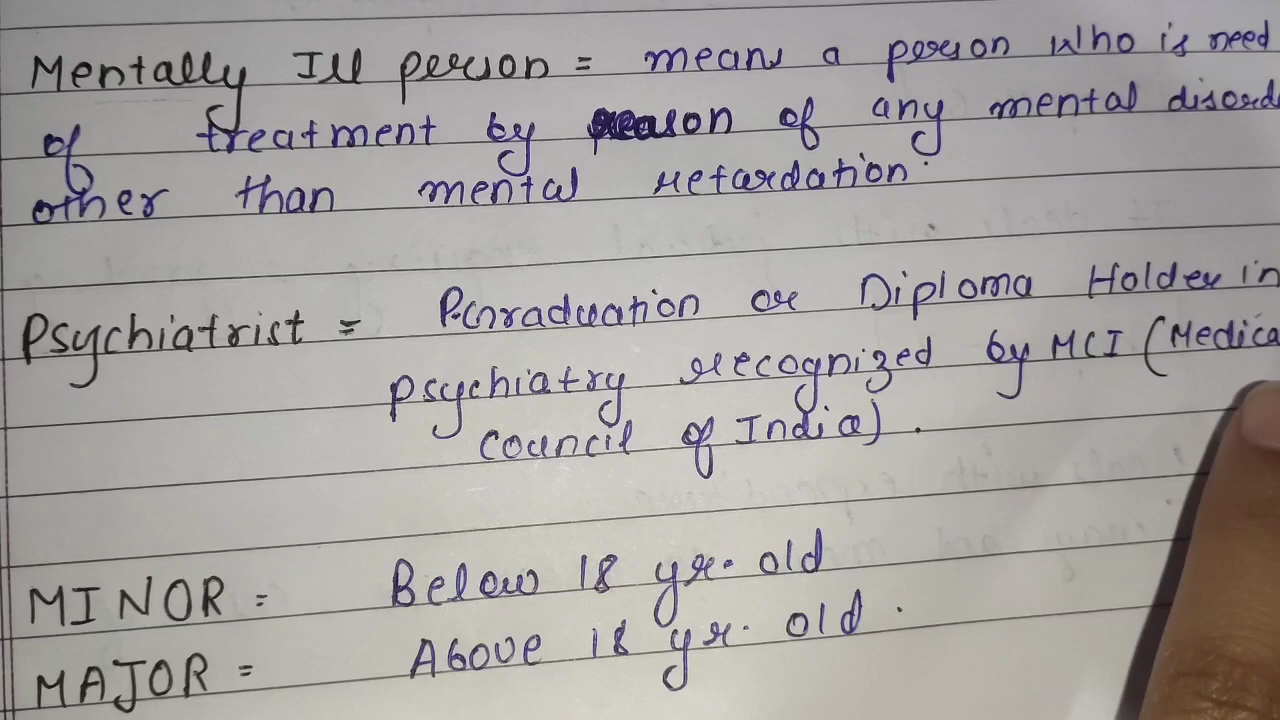 Mentally Ill person = means a person who is need
of treatment by reason of any mental disord
other than mental retardation.
Psychiatrist = PGraduation or Diploma Holder in
psychiatry recognized by MCI (Medica
council of India).
MINOR = Below 18 yr. old
MAJOR = Above 18 yr. old.